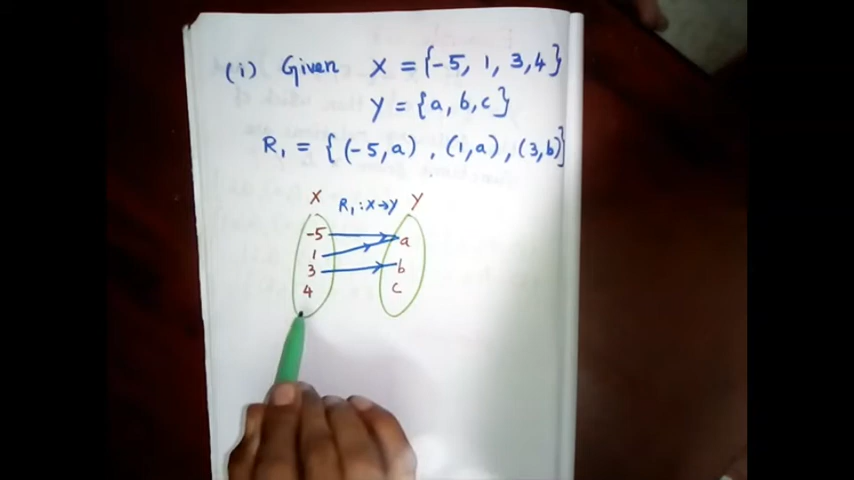 (i) Given X = {-5, 1, 3, 4}
Y = {a, b, c}
R₁ = {(-5, a), (1, a), (3, b)}
X R₁ : X → Y Y
-5 a
1
3 b
4 c